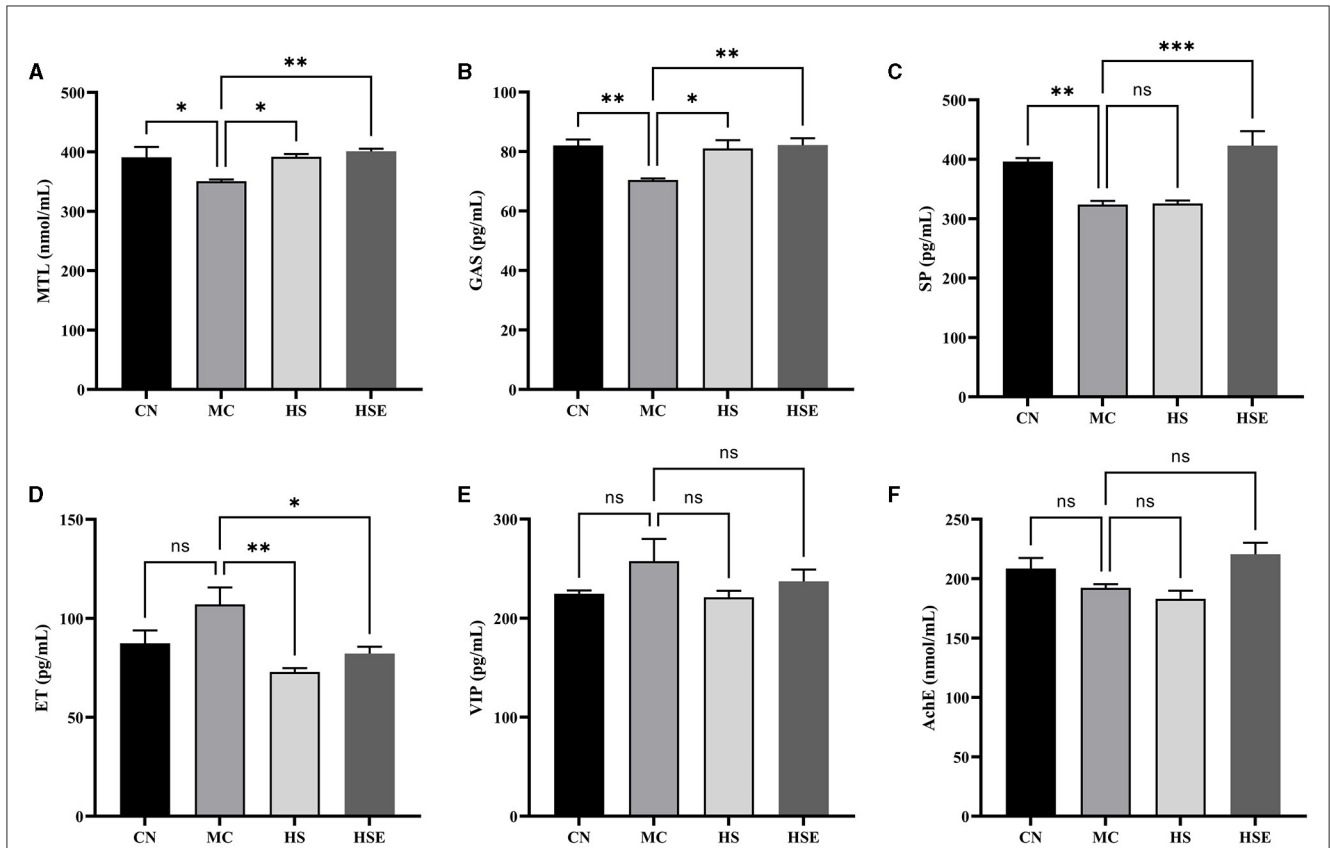 A
MTL (nmol/mL)
500
400
300
200
100
0
*
*
**
CN MC HS HSE
B
GAS (pg/mL)
100
80
60
40
20
0
**
*
**
CN MC HS HSE
C
SP (pg/mL)
500
400
300
200
100
0
**
ns
***
CN MC HS HSE
D
ET (pg/mL)
150
100
50
0
ns
**
*
CN MC HS HSE
E
VIP (pg/mL)
300
200
100
0
ns
ns
ns
CN MC HS HSE
F
AchE (nmol/mL)
250
200
150
100
50
0
ns
ns
ns
CN MC HS HSE